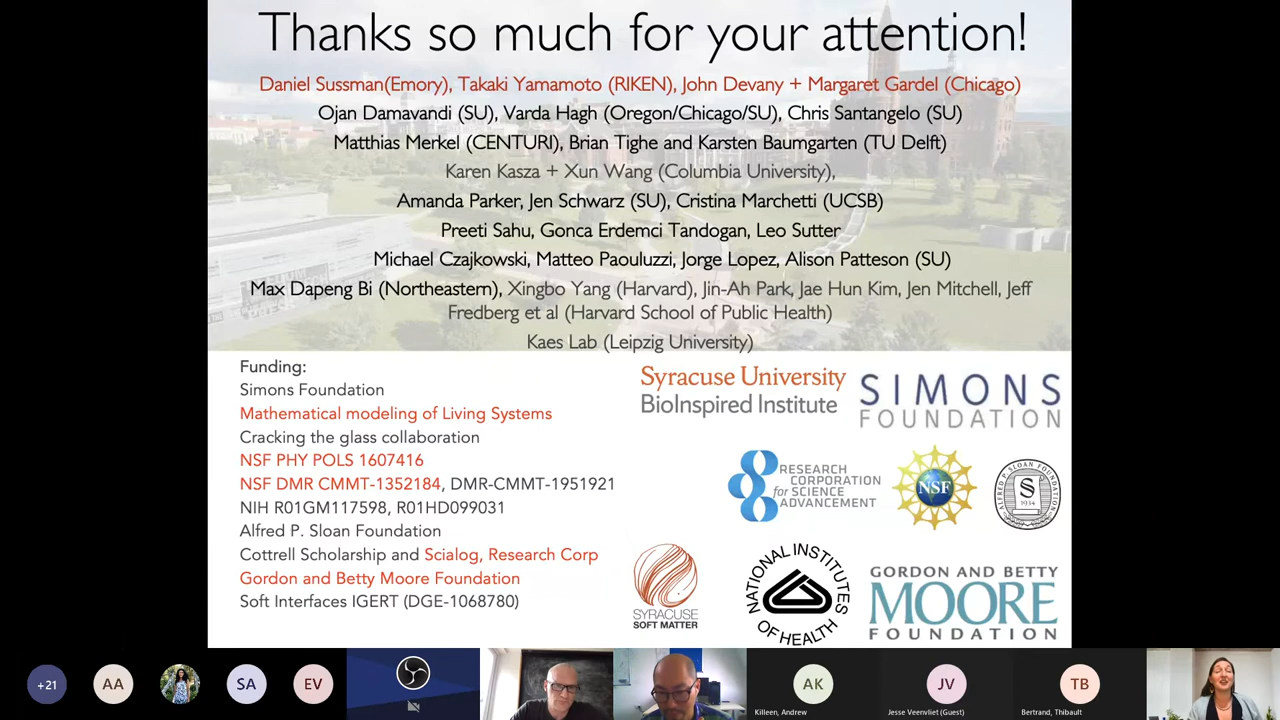 Thanks so much for your attention!
Daniel Sussman(Emory), Takaki Yamamoto (RIKEN), John Devany + Margaret Gardel (Chicago)
Ojan Damavandi (SU), Varda Hagh (Oregon/Chicago/SU), Chris Santangelo (SU)
Matthias Merkel (CENTURI), Brian Tighe and Karsten Baumgarten (TU Delft)
Karen Kasza + Xun Wang (Columbia University),
Amanda Parker, Jen Schwarz (SU), Cristina Marchetti (UCSB)
Preeti Sahu, Gonca Erdemci Tandogan, Leo Sutter
Michael Czajkowski, Matteo Paouluzzi, Jorge Lopez, Alison Patteson (SU)
Max Dapeng Bi (Northeastern), Xingbo Yang (Harvard), Jin-Ah Park, Jae Hun Kim, Jen Mitchell, Jeff
Fredberg et al (Harvard School of Public Health)
Kaes Lab (Leipzig University)
Funding:
Simons Foundation
Mathematical modeling of Living Systems
Cracking the glass collaboration
NSF PHY POLS 1607416
NSF DMR CMMT-1352184, DMR-CMMT-1951921
NIH R01GM117598, R01HD099031
Alfred P. Sloan Foundation
Cottrell Scholarship and Scialog, Research Corp
Gordon and Betty Moore Foundation
Soft Interfaces IGERT (DGE-1068780)
Syracuse University
BioInspired Institute
SIMONS
FOUNDATION
RESEARCH
CORPORATION
for SCIENCE
ADVANCEMENT
NSF
ALFRED P. SLOAN FOUNDATION
S
1934
SYRACUSE
SOFT MATTER
NATIONAL INSTITUTES
OF HEALTH
GORDON AND BETTY
MOORE
FOUNDATION
+21
AA
SA
EV
AK
Killeen, Andrew
JV
Jesse Veenvliet (Guest)
TB
Bertrand, Thibault